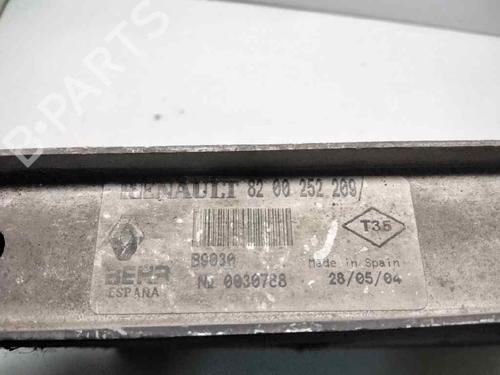 B-PARTS
RENAULT 82 00 252 209/
B9030
BEHR
ESPAÑA
№ 0030788
T35
Made in Spain
28/05/04